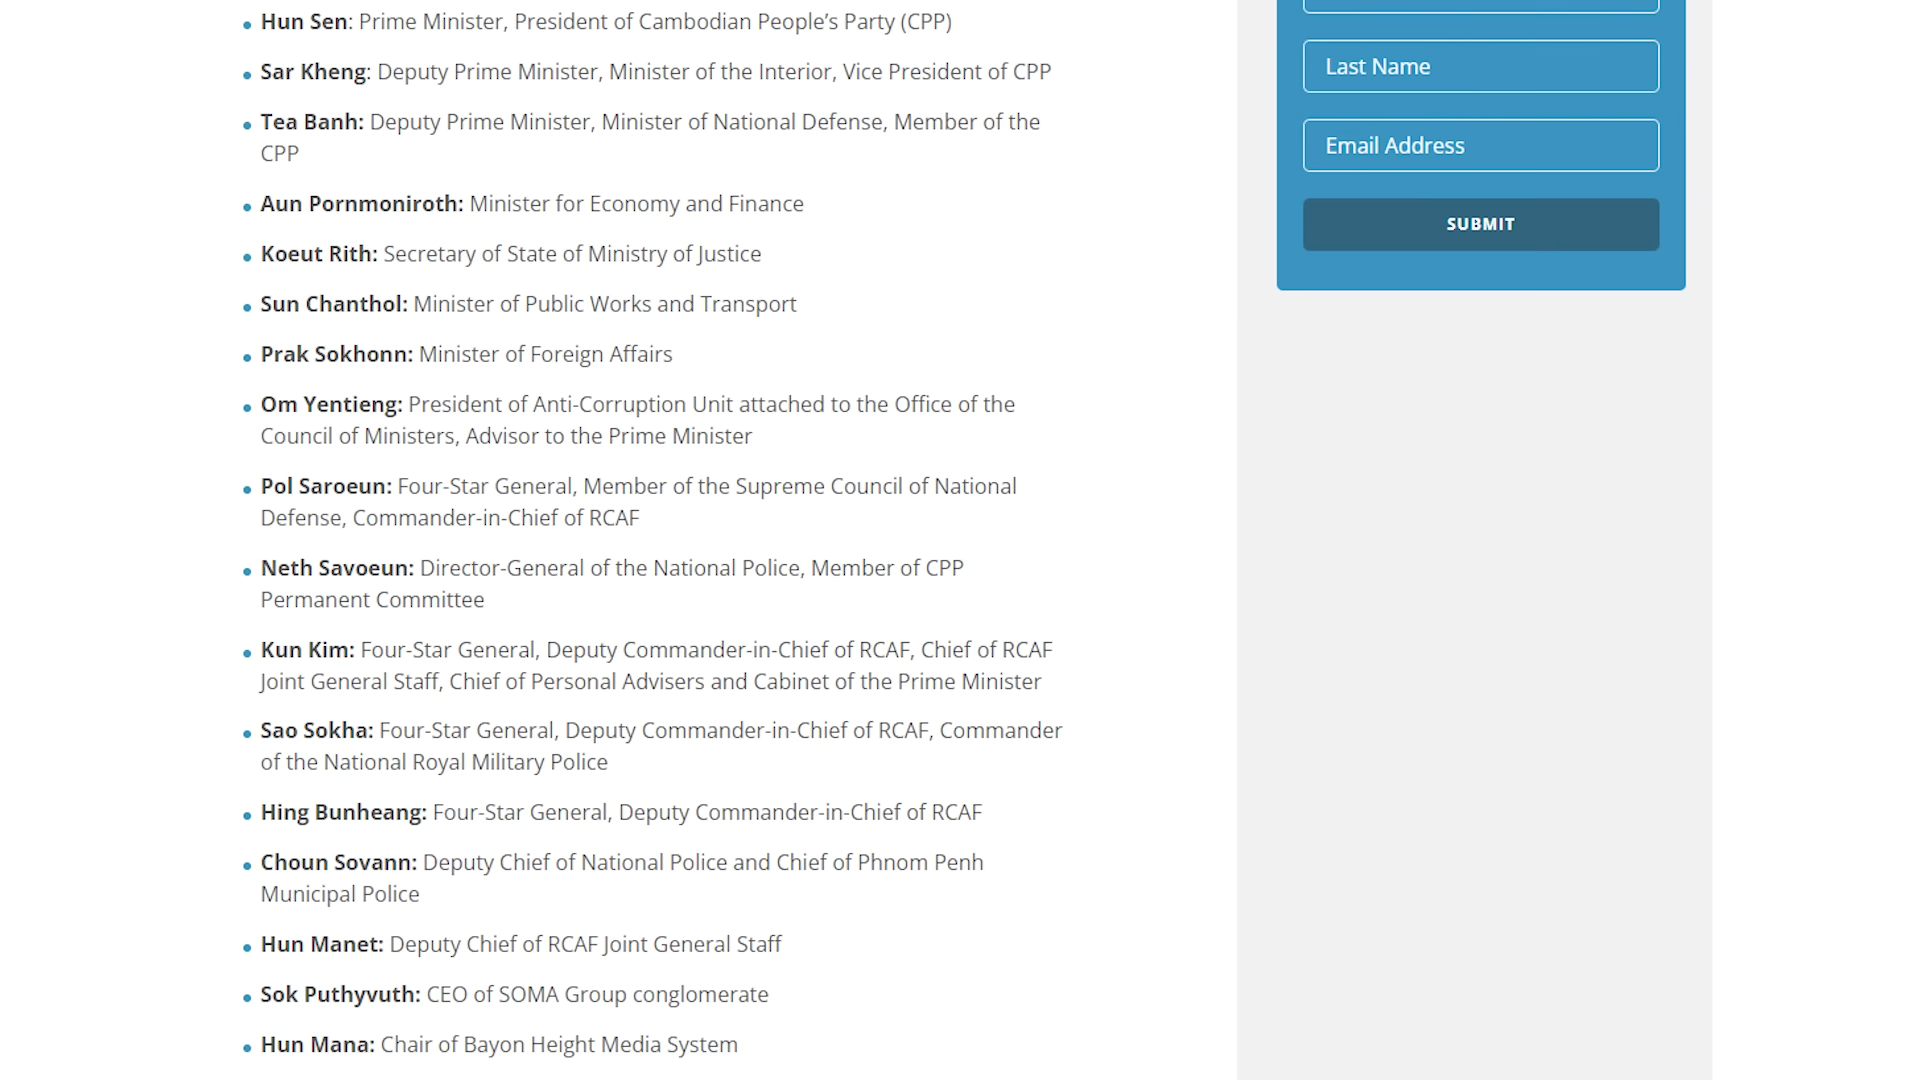 Hun Sen: Prime Minister, President of Cambodian People’s Party (CPP)
Sar Kheng: Deputy Prime Minister, Minister of the Interior, Vice President of CPP
Tea Banh: Deputy Prime Minister, Minister of National Defense, Member of the
CPP
Aun Pornmoniroth: Minister for Economy and Finance
Koeut Rith: Secretary of State of Ministry of Justice
Sun Chanthol: Minister of Public Works and Transport
Prak Sokhonn: Minister of Foreign Affairs
Om Yentieng: President of Anti-Corruption Unit attached to the Office of the
Council of Ministers, Advisor to the Prime Minister
Pol Saroeun: Four-Star General, Member of the Supreme Council of National
Defense, Commander-in-Chief of RCAF
Neth Savoeun: Director-General of the National Police, Member of CPP
Permanent Committee
Kun Kim: Four-Star General, Deputy Commander-in-Chief of RCAF, Chief of RCAF
Joint General Staff, Chief of Personal Advisers and Cabinet of the Prime Minister
Sao Sokha: Four-Star General, Deputy Commander-in-Chief of RCAF, Commander
of the National Royal Military Police
Hing Bunheang: Four-Star General, Deputy Commander-in-Chief of RCAF
Choun Sovann: Deputy Chief of National Police and Chief of Phnom Penh
Municipal Police
Hun Manet: Deputy Chief of RCAF Joint General Staff
Sok Puthyvuth: CEO of SOMA Group conglomerate
Hun Mana: Chair of Bayon Height Media System
Last Name
Email Address
SUBMIT